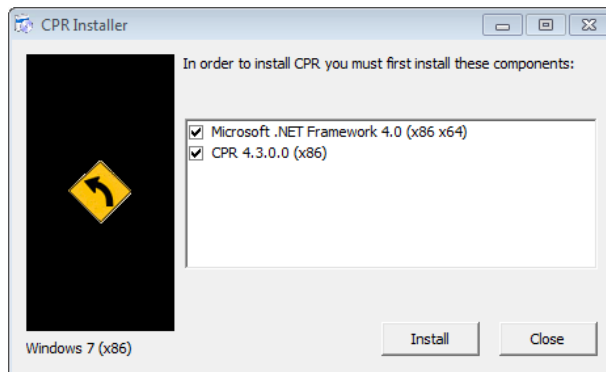 CPR Installer
In order to install CPR you must first install these components:
Microsoft .NET Framework 4.0 (x86 x64)
CPR 4.3.0.0 (x86)
Windows 7 (x86)
Install
Close